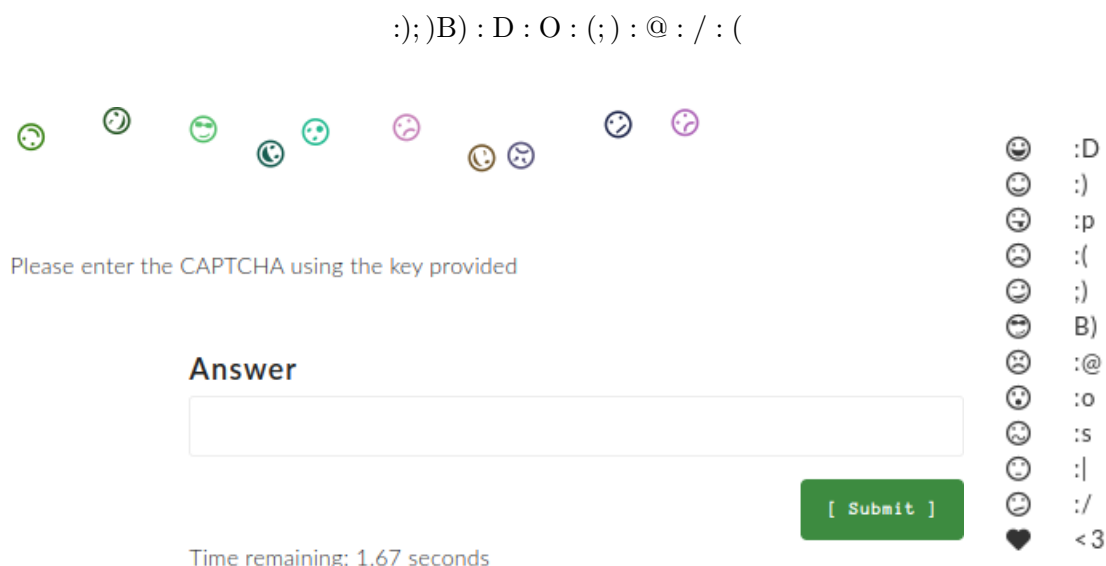 :); )B) : D : O : (; ) : @ : / : (
:D
:)
:p
:(
;)
B)
:@
:o
:s
:|
:/
<3
Please enter the CAPTCHA using the key provided
Answer
[ Submit ]
Time remaining: 1.67 seconds